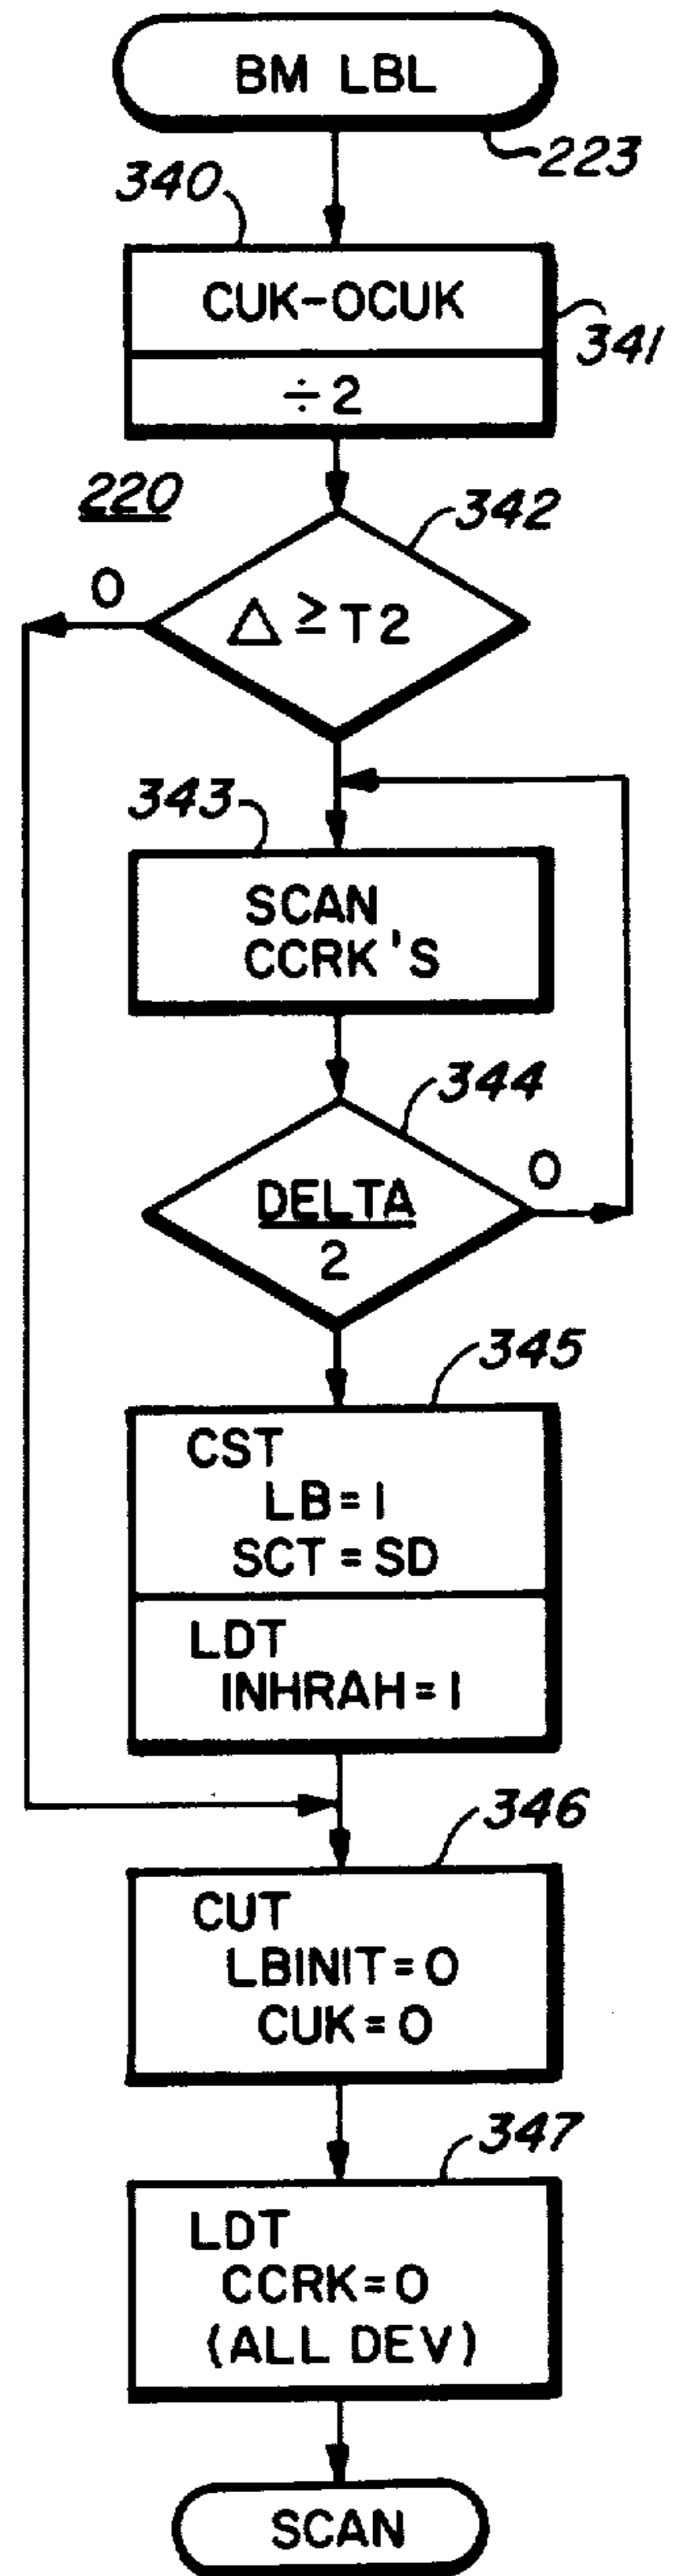 BM LBL
223
340
CUK-OCUK
341
÷2
220
342
0
Δ ≥ T2
343
SCAN
CCRK'S
344
0
DELTA
2
345
CST
LB=1
SCT=SD
LDT
INHRAH=1
346
CUT
LBINIT=0
CUK=0
347
LDT
CCRK=0
(ALL DEV)
SCAN